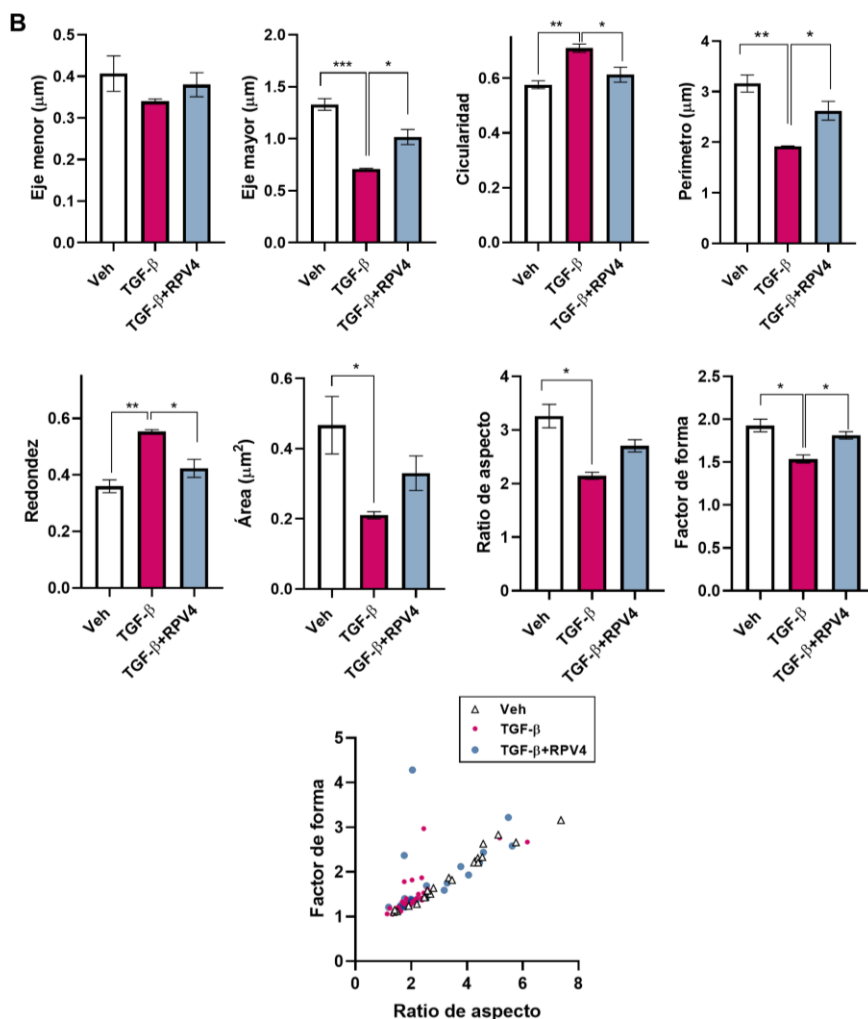 B
Eje menor (μm)
0.5
0.4
0.3
0.2
0.1
0.0
Veh
TGF-β
TGF-β+RPV4
Eje mayor (μm)
2.0
1.5
1.0
0.5
0.0
***
*
Veh
TGF-β
TGF-β+RPV4
Cicularidad
0.6
0.4
0.2
0.0
**
*
Veh
TGF-β
TGF-β+RPV4
Perímetro (μm)
4
3
2
1
0
**
*
Veh
TGF-β
TGF-β+RPV4
Redondez
0.6
0.4
0.2
0.0
**
*
Veh
TGF-β
TGF-β+RPV4
Área (μm²)
0.6
0.4
0.2
0.0
*
Veh
TGF-β
TGF-β+RPV4
Ratio de aspecto
4
3
2
1
0
*
Veh
TGF-β
TGF-β+RPV4
Factor de forma
2.5
2.0
1.5
1.0
0.5
0.0
*
*
Veh
TGF-β
TGF-β+RPV4
Veh
TGF-β
TGF-β+RPV4
Factor de forma
5
4
3
2
1
0
0 2 4 6 8
Ratio de aspecto